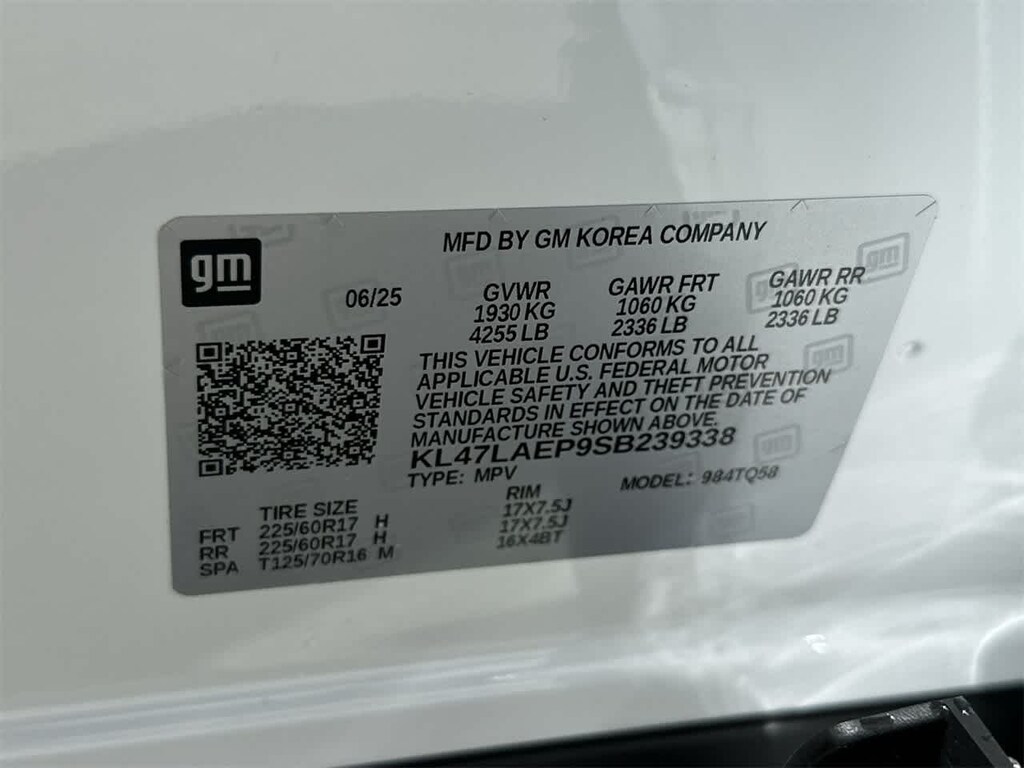 gm
MFD BY GM KOREA COMPANY
06/25
GVWR GAWR FRT GAWR RR
1930 KG 1060 KG 1060 KG
4255 LB 2336 LB 2336 LB
THIS VEHICLE CONFORMS TO ALL
APPLICABLE U.S. FEDERAL MOTOR
VEHICLE SAFETY AND THEFT PREVENTION
STANDARDS IN EFFECT ON THE DATE OF
MANUFACTURE SHOWN ABOVE.
KL47LAEP9SB239338
TYPE: MPV MODEL: 984TQ58
TIRE SIZE RIM
FRT 225/60R17 H 17X7.5J
RR 225/60R17 H 17X7.5J
SPA T125/70R16 M 16X4BT